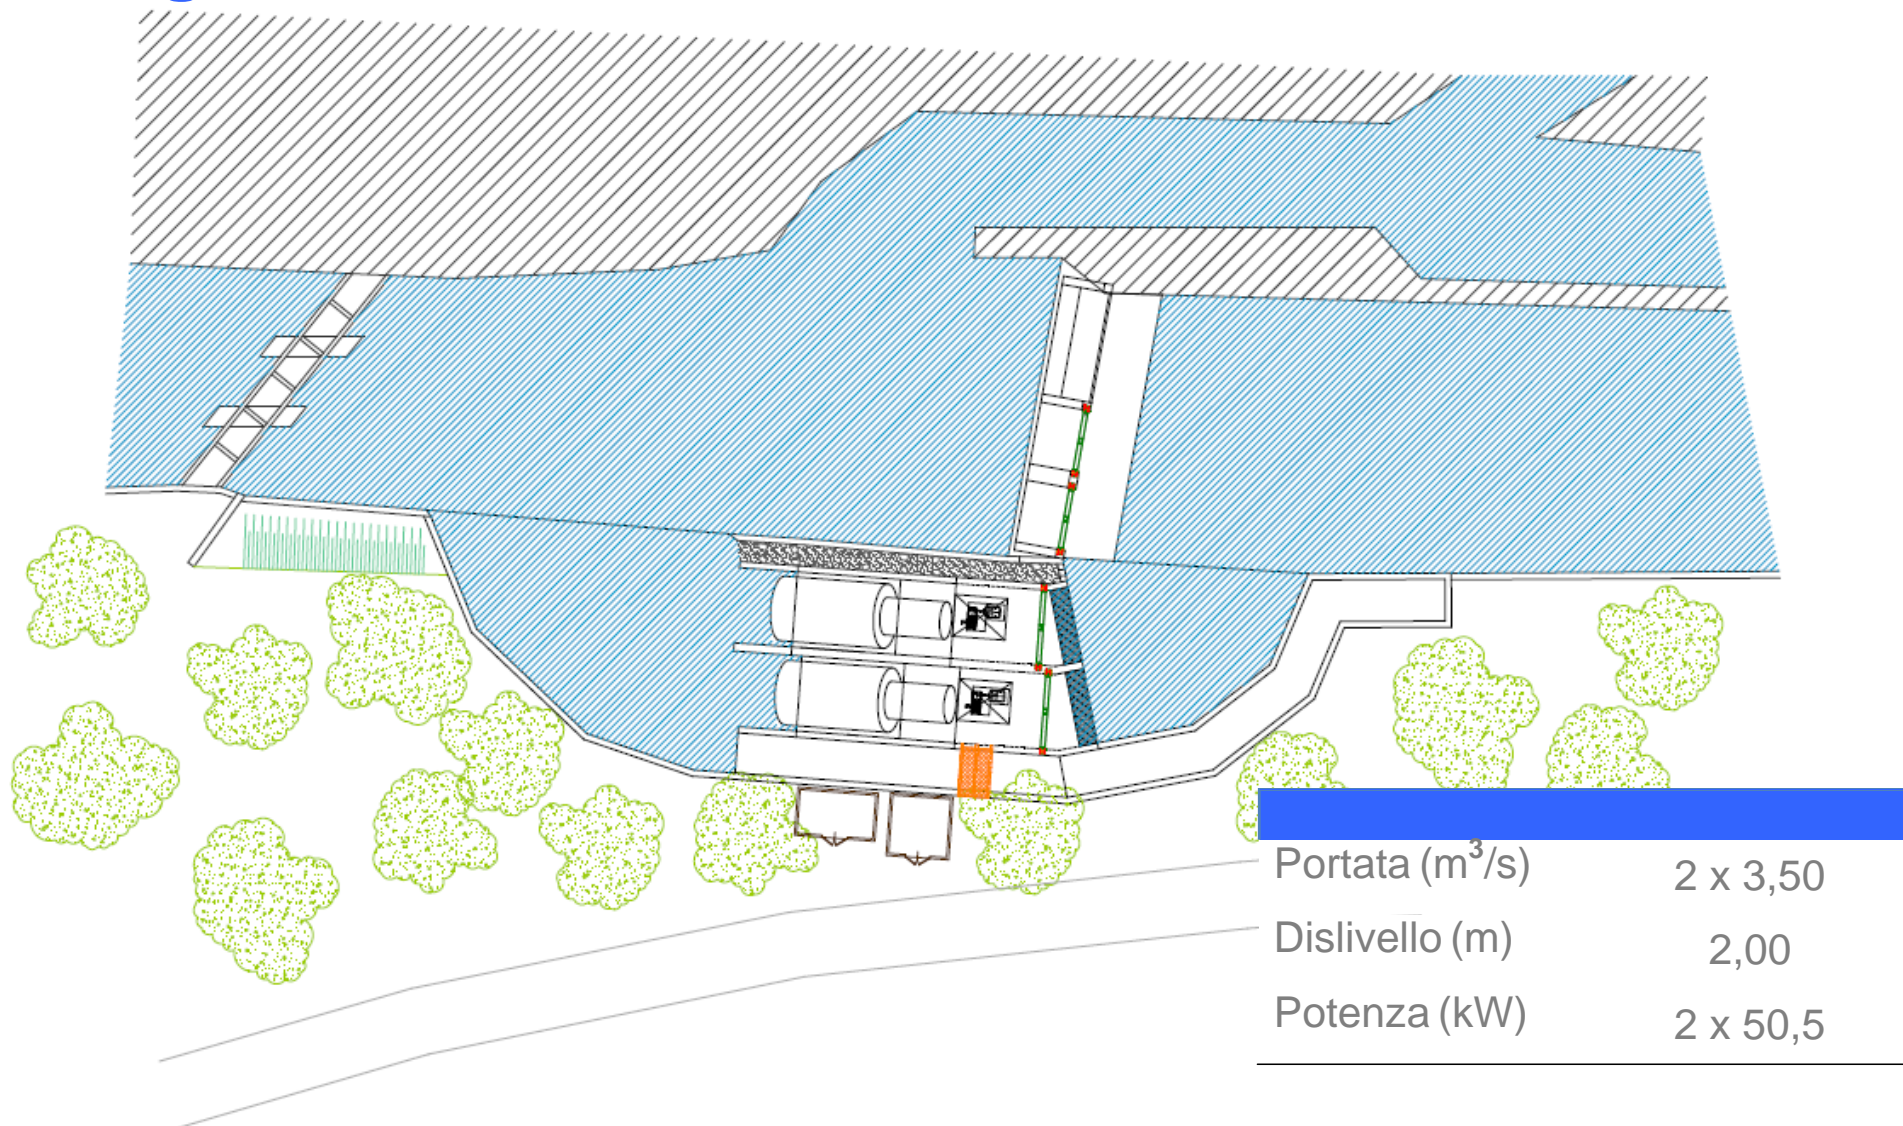 Portata (m³/s) 2 x 3,50
Dislivello (m) 2,00
Potenza (kW) 2 x 50,5